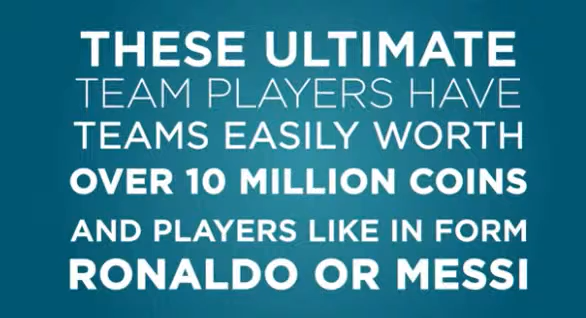 THESE ULTIMATE
TEAM PLAYERS HAVE
TEAMS EASILY WORTH
OVER 10 MILLION COINS
AND PLAYERS LIKE IN FORM
RONALDO OR MESSI